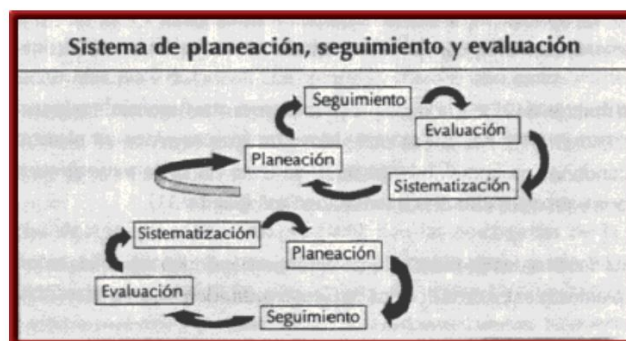 Sistema de planeación, seguimiento y evaluación
Seguimiento
Evaluación
Planeación
Sistematización
Sistematización
Planeación
Evaluación
Seguimiento